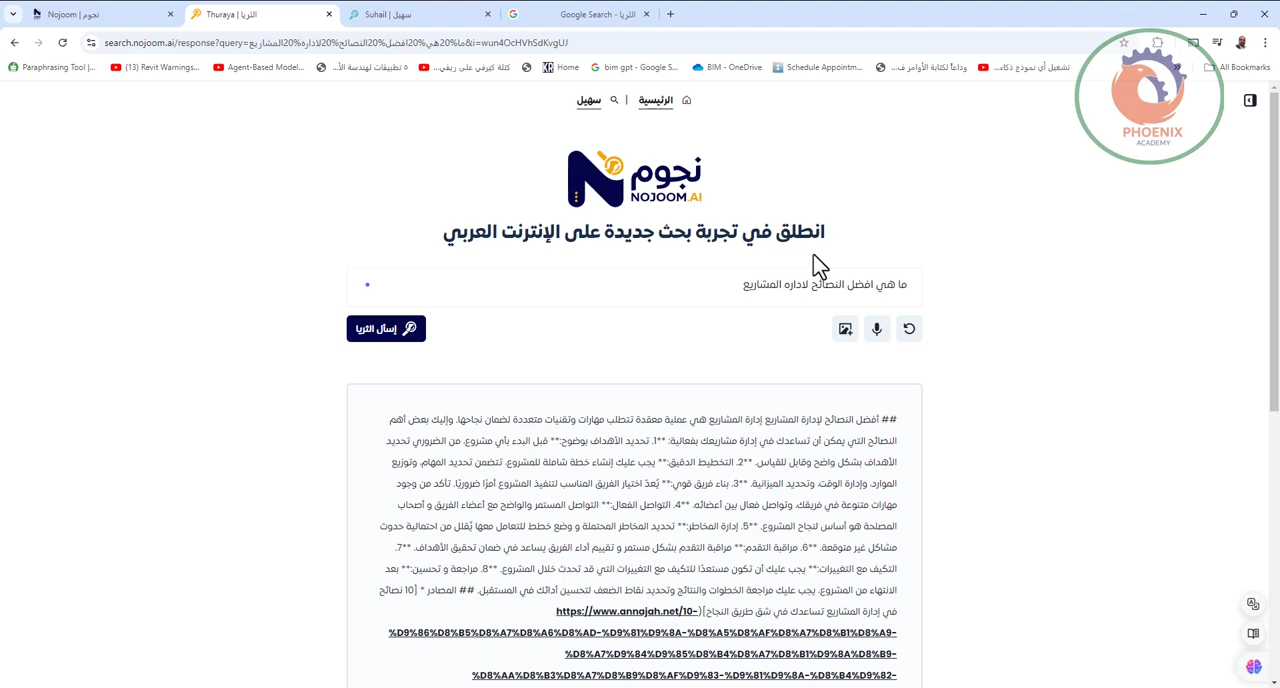 Nojoom | نجوم
Thuraya | الثريا
Suhail | سهيل
Google Search - الثريا
search.nojoom.ai/response?query=ما%20هي%20افضل%20النصائح%20لاداره%20المشاريع&i=wun4OcHVhSdKvgUJ
Paraphrasing Tool |...
(13) Revit Warnings...
Agent-Based Model...
٥ تطبيقات لهندسة الأ...
كتلة كيرفي على ريفي...
Home
bim gpt - Google S...
BIM - OneDrive
Schedule Appointm...
وداعاً لكتابة الأوامر ف...
تشغيل أي نموذج ذكاء...
All Bookmarks
PHOENIX
ACADEMY
الرئيسية | سهيل
نجوم
NOJOOM.AI
انطلق في تجربة بحث جديدة على الإنترنت العربي
ما هي افضل النصائح لاداره المشاريع
إسأل الثريا
## أفضل النصائح لإدارة المشاريع إدارة المشاريع هي عملية معقدة تتطلب مهارات وتقنيات متعددة لضمان نجاحها. وإليك بعض أهم
النصائح التي يمكن أن تساعدك في إدارة مشاريعك بفعالية: **1. تحديد الأهداف بوضوح:** قبل البدء بأي مشروع، من الضروري تحديد
الأهداف بشكل واضح وقابل للقياس. **2. التخطيط الدقيق:** يجب عليك إنشاء خطة شاملة للمشروع، تتضمن تحديد المهام، وتوزيع
الموارد، وإدارة الوقت، وتحديد الميزانية. **3. بناء فريق قوي:** يُعدّ اختيار الفريق المناسب لتنفيذ المشروع أمرًا ضروريًا. تأكد من وجود
مهارات متنوعة في فريقك، وتواصل فعال بين أعضائه. **4. التواصل الفعال:** التواصل المستمر والواضح مع أعضاء الفريق و أصحاب
المصلحة هو أساس لنجاح المشروع. **5. إدارة المخاطر:** تحديد المخاطر المحتملة و وضع خطط للتعامل معها يُقلل من احتمالية حدوث
مشاكل غير متوقعة. **6. مراقبة التقدم:** مراقبة التقدم بشكل مستمر و تقييم أداء الفريق يساعد في ضمان تحقيق الأهداف. **7.
التكيف مع التغييرات:** يجب عليك أن تكون مستعدًا للتكيف مع التغييرات التي قد تحدث خلال المشروع. **8. مراجعة و تحسين:** بعد
الانتهاء من المشروع، يجب عليك مراجعة الخطوات والنتائج وتحديد نقاط الضعف لتحسين أدائك في المستقبل. ## المصادر * [10 نصائح
في إدارة المشاريع تساعدك في شق طريق النجاح](https://www.annajah.net/10-
%D9%86%D8%B5%D8%A7%D8%A6%D8%AD-%D9%81%D9%8A-%D8%A5%D8%AF%D8%A7%D8%B1%D8%A9-
%D8%A7%D9%84%D9%85%D8%B4%D8%A7%D8%B1%D9%8A%D8%B9-
%D8%AA%D8%B3%D8%A7%D8%B9%D8%AF%D9%83-%D9%81%D9%8A-%D8%B4%D9%82-